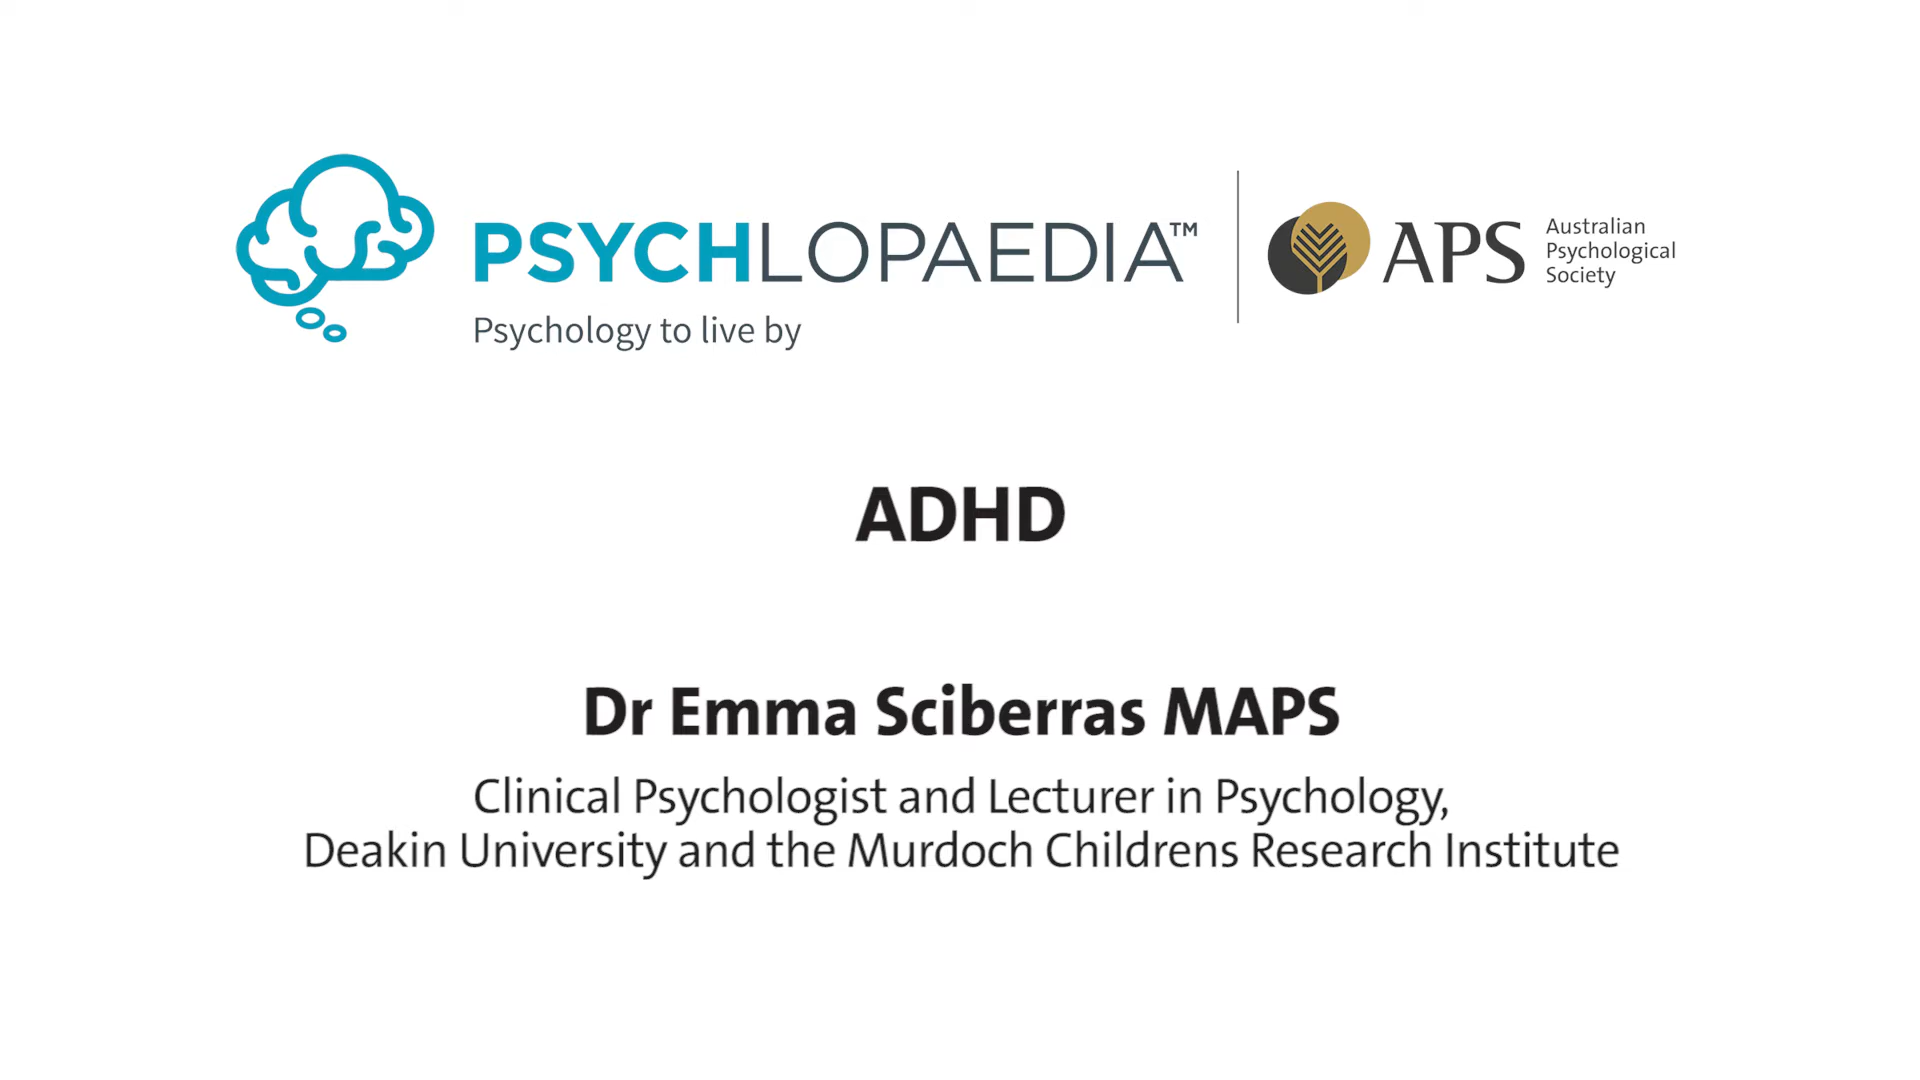 PSYCHLOPAEDIA™
Psychology to live by
APS
Australian
Psychological
Society
ADHD
Dr Emma Sciberras MAPS
Clinical Psychologist and Lecturer in Psychology,
Deakin University and the Murdoch Childrens Research Institute